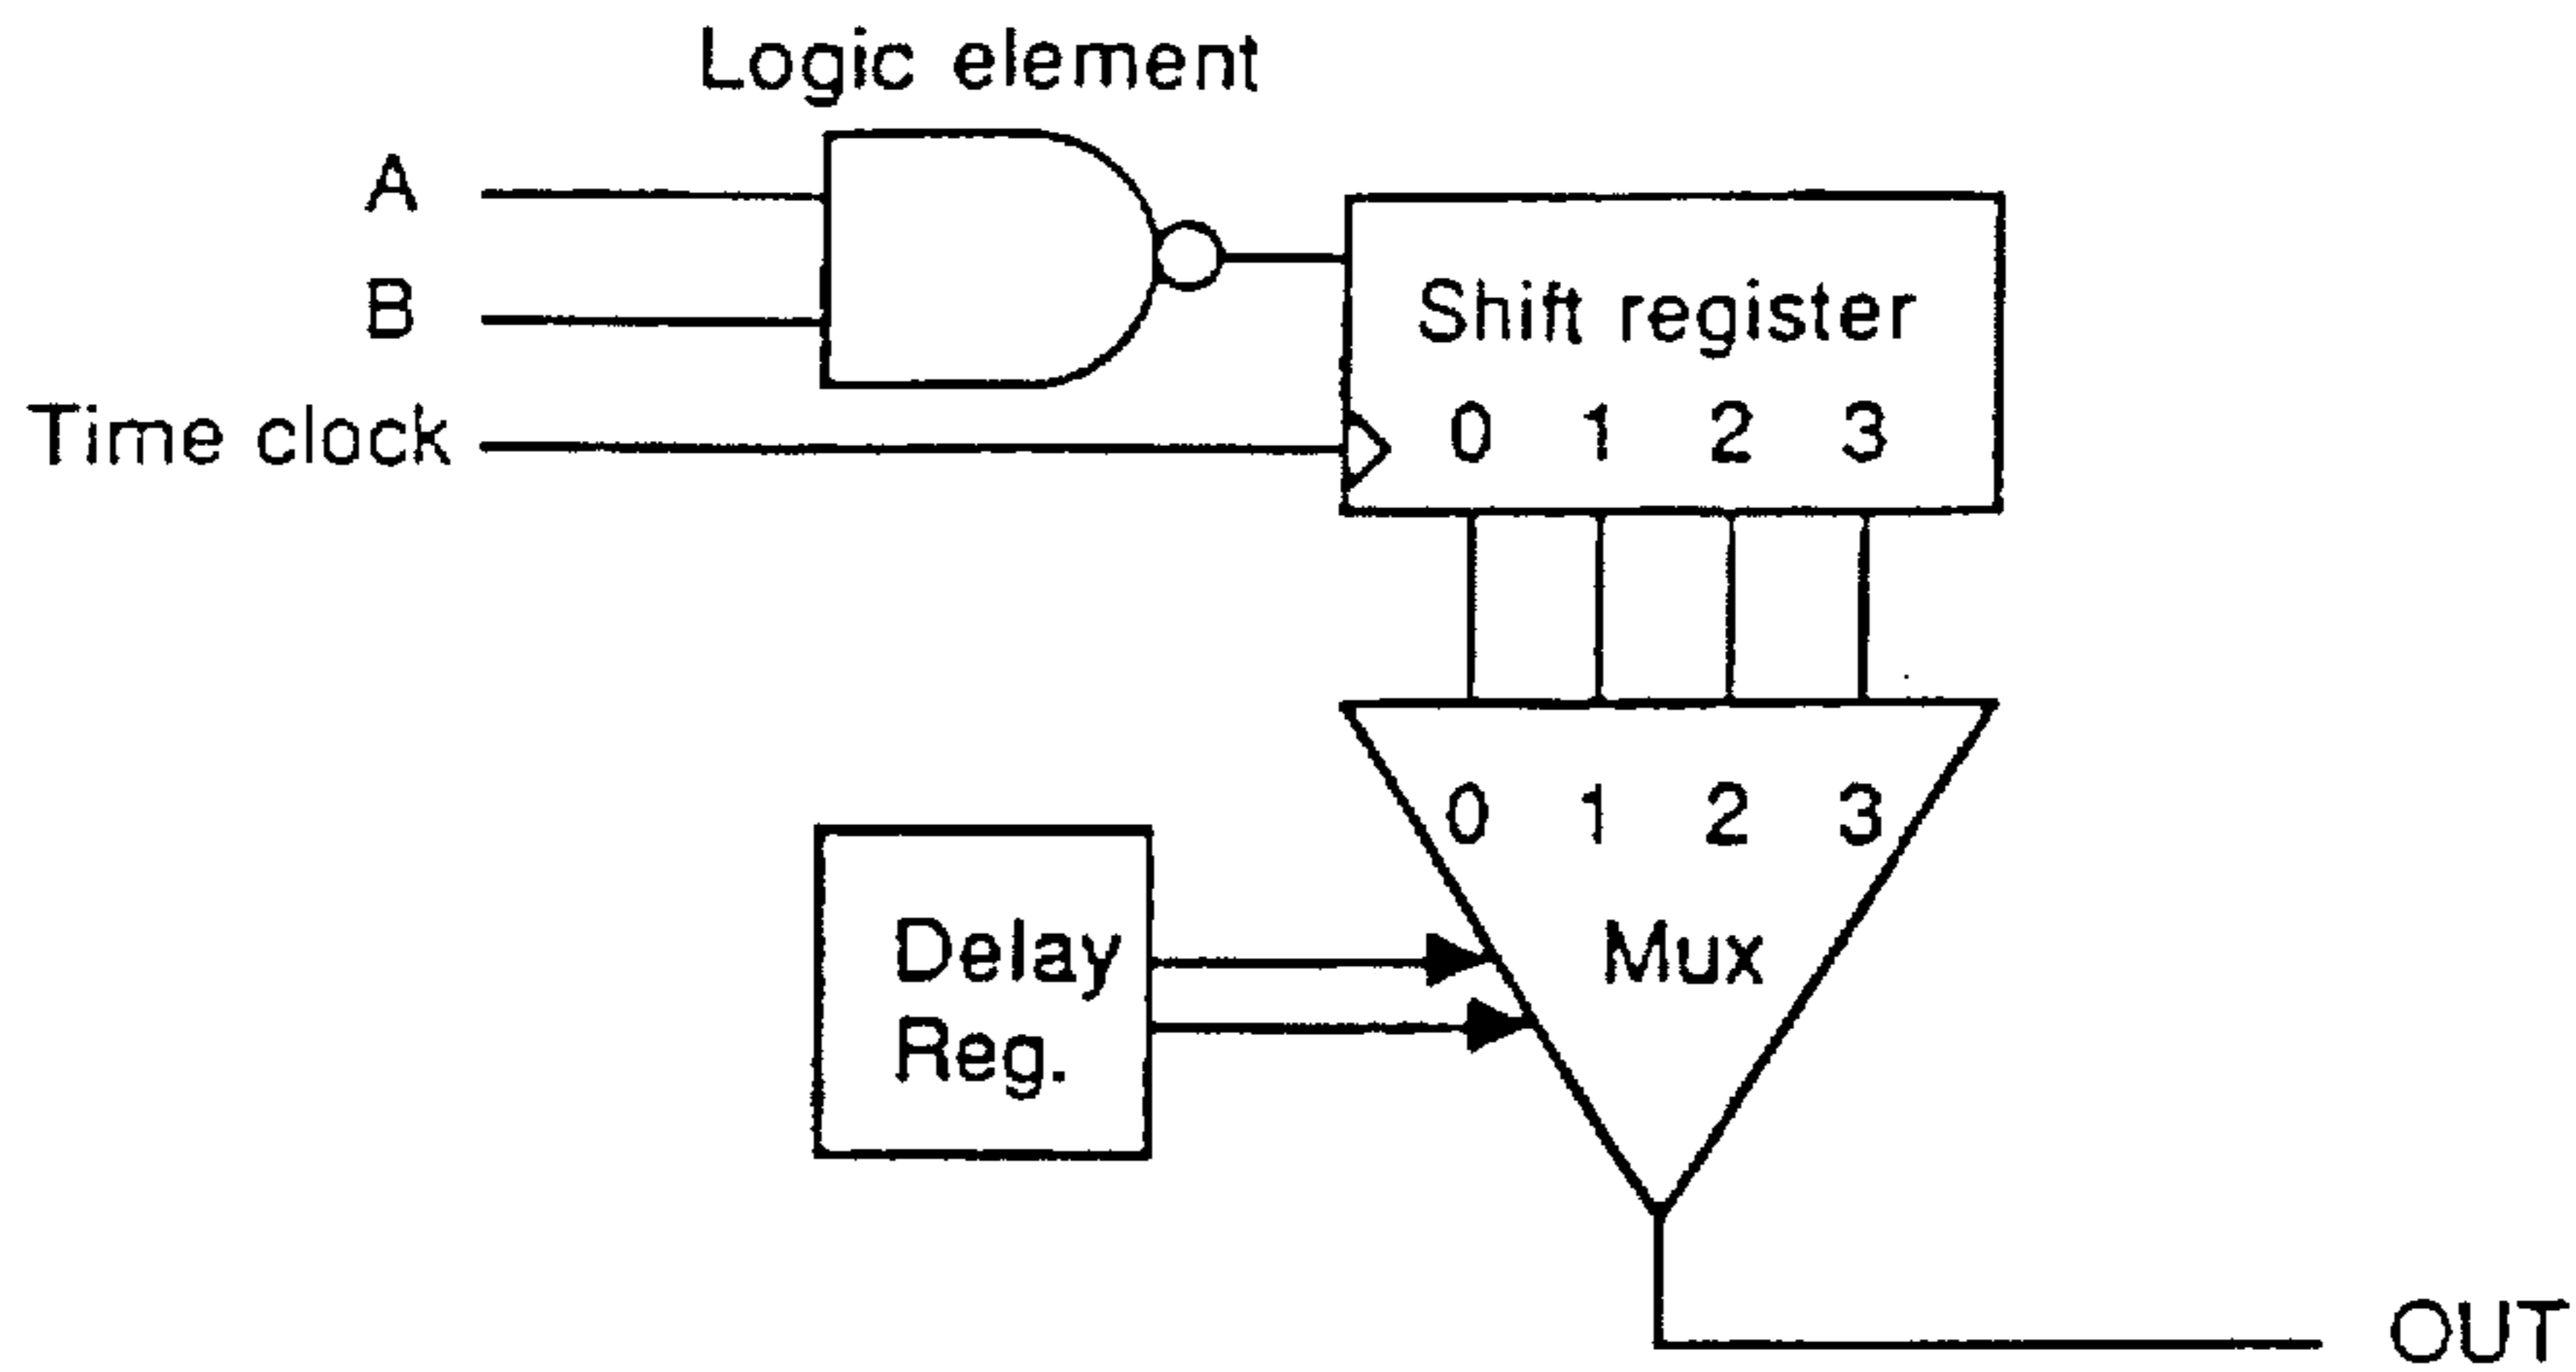 Logic element
A
B
Time clock
Shift register
0 1 2 3
0 1 2 3
Mux
Delay
Reg.
OUT